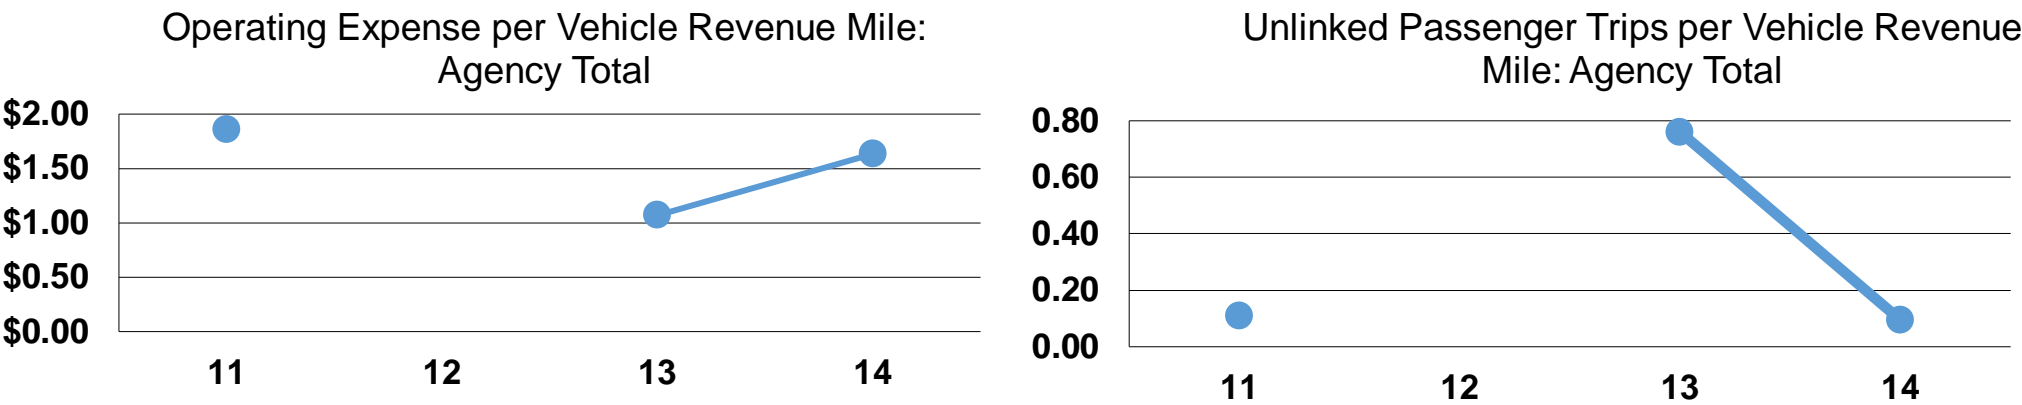 Operating Expense per Vehicle Revenue Mile:
Agency Total
$2.00
$1.50
$1.00
$0.50
$0.00
11 12 13 14
Unlinked Passenger Trips per Vehicle Revenue
Mile: Agency Total
0.80
0.60
0.40
0.20
0.00
11 12 13 14